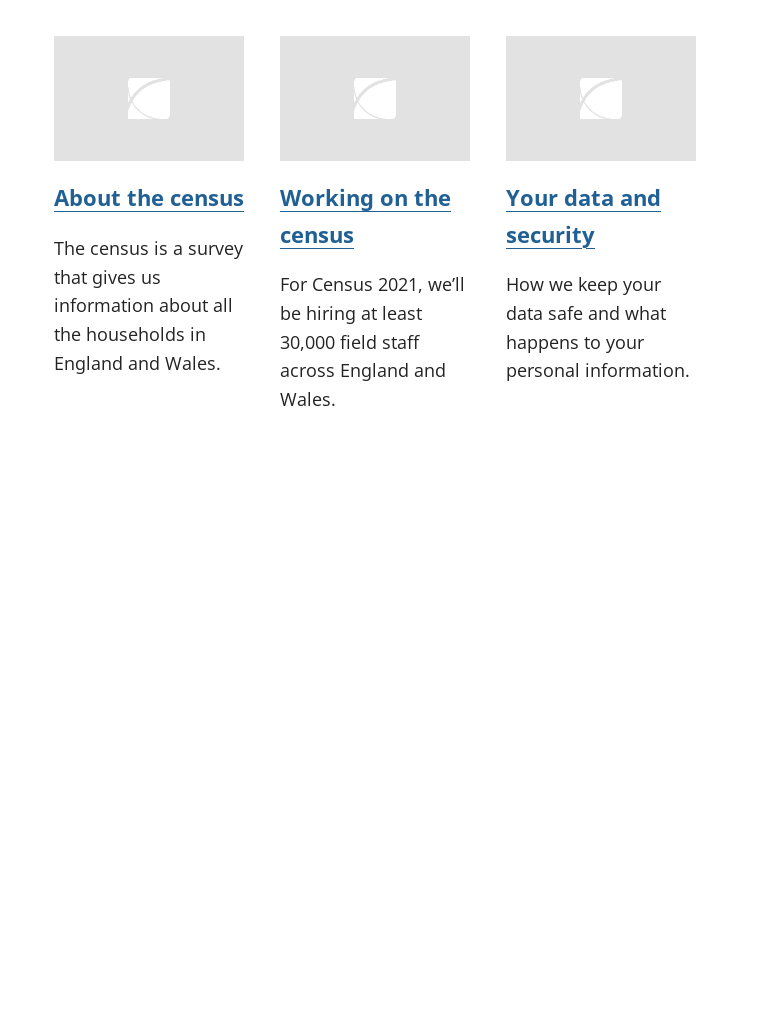 About the census
The census is a survey
that gives us
information about all
the households in
England and Wales.
Working on the
census
For Census 2021, we’ll
be hiring at least
30,000 field staff
across England and
Wales.
Your data and
security
How we keep your
data safe and what
happens to your
personal information.